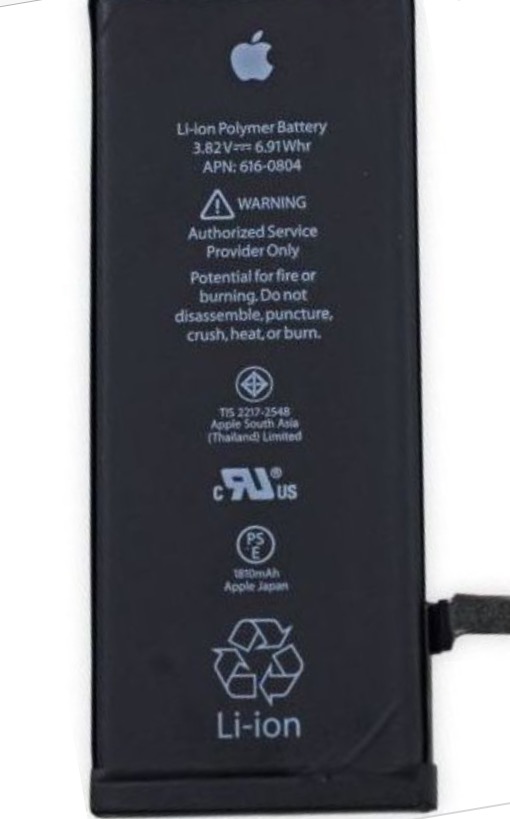 Li-Ion Polymer Battery
3.82V⎓ 6.91Whr
APN: 616-0804
WARNING
Authorized Service
Provider Only
Potential for fire or
burning. Do not
disassemble, puncture,
crush, heat, or burn.
TIS 2217-2548
Apple South Asia
(Thailand) Limited
c RU® US
PS
E
1810mAh
Apple Japan
Li-ion